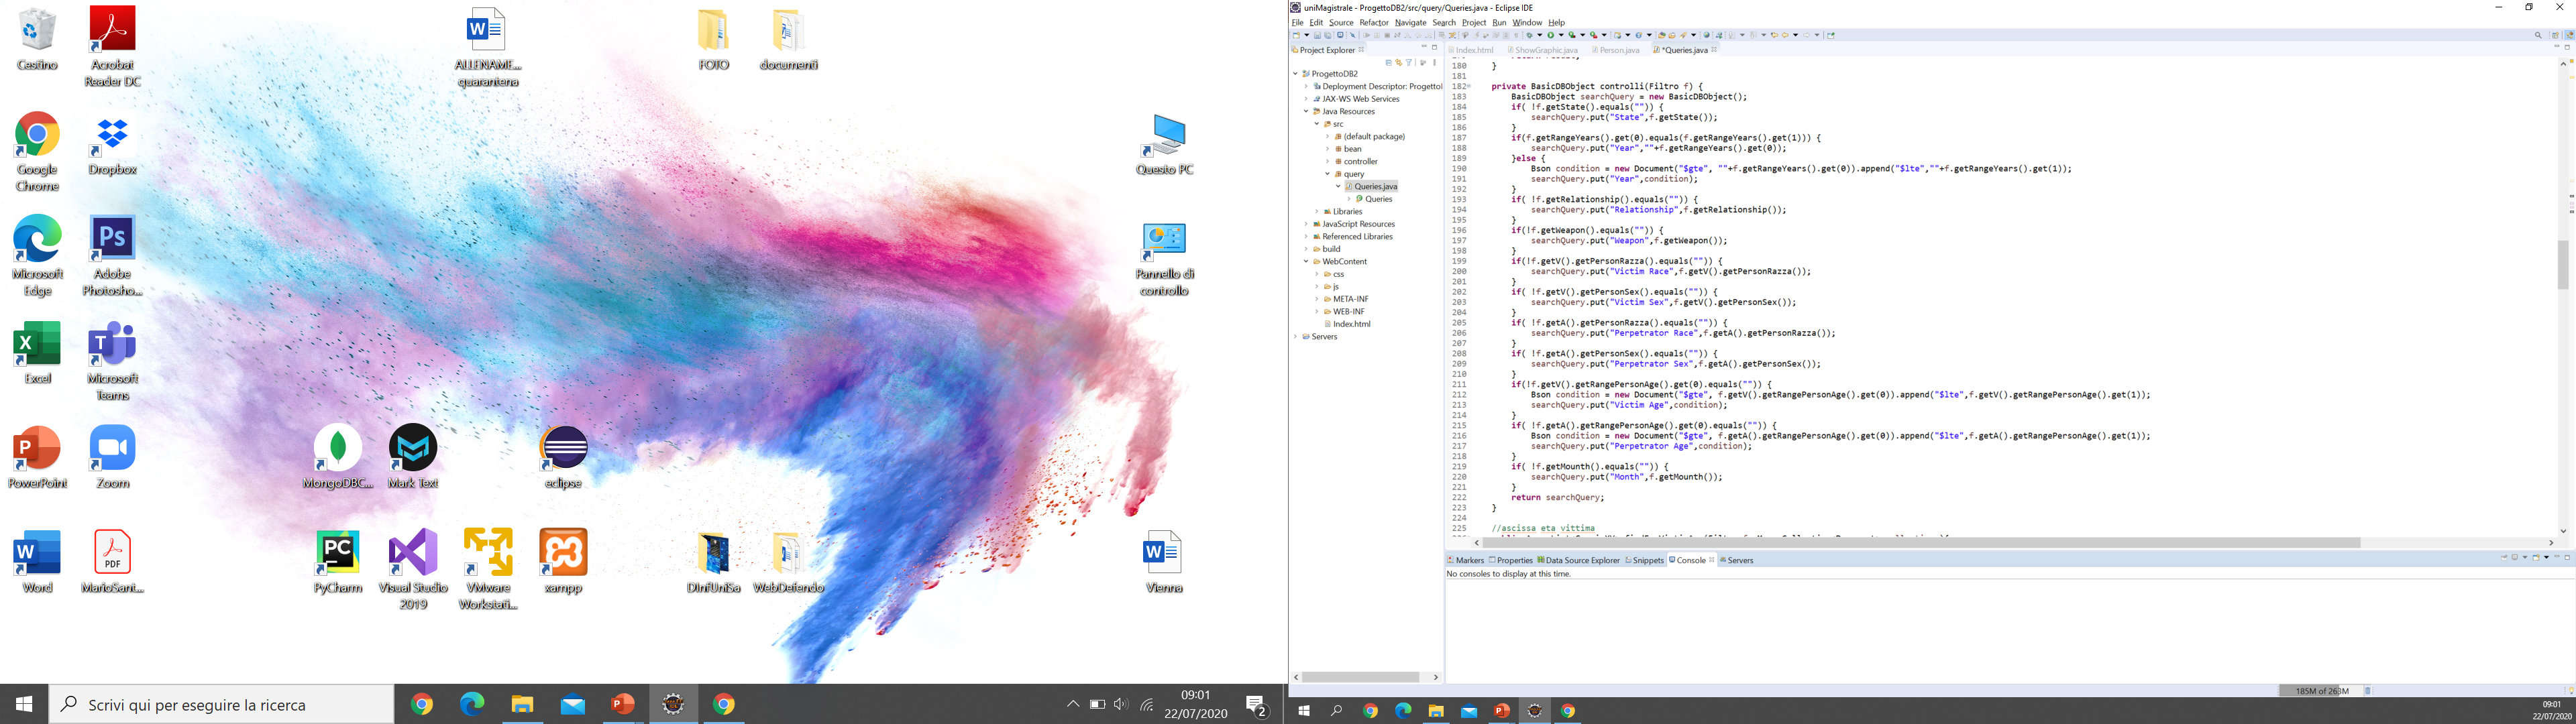 Cestino
Acrobat
Reader DC
ALLENAME...
quarantena
FOTO
documenti
Google
Chrome
Dropbox
Questo PC
Microsoft
Edge
Ps
Adobe
Photosho...
Pannello di
controllo
Excel
Microsoft
Teams
PowerPoint
Zoom
MongoDBC...
Mark Text
eclipse
Word
PDF
MarioSant...
PC
PyCharm
Visual Studio
2019
VMware
Workstati...
xampp
DInfUniSa
WebDefendo
Vienna
Scrivi qui per eseguire la ricerca
09:01
22/07/2020
2
uniMagistrale - ProgettoDB2/src/query/Queries.java - Eclipse IDE
File Edit Source Refactor Navigate Search Project Run Window Help
Project Explorer
ProgettoDB2
Deployment Descriptor: Progettol
JAX-WS Web Services
Java Resources
src
(default package)
bean
controller
query
Queries.java
Queries
Libraries
JavaScript Resources
Referenced Libraries
build
WebContent
css
js
META-INF
WEB-INF
Index.html
Servers
Index.html ShowGraphic.java Person.java *Queries.java
180 }
181
182 private BasicDBObject controlli(Filtro f) {
183 BasicDBObject searchQuery = new BasicDBObject();
184 if( !f.getState().equals("")) {
185 searchQuery.put("State",f.getState());
186 }
187 if(f.getRangeYears().get(0).equals(f.getRangeYears().get(1))) {
188 searchQuery.put("Year",""+f.getRangeYears().get(0));
189 }else {
190 Bson condition = new Document("$gte", ""+f.getRangeYears().get(0)).append("$lte",""+f.getRangeYears().get(1));
191 searchQuery.put("Year",condition);
192 }
193 if( !f.getRelationship().equals("")) {
194 searchQuery.put("Relationship",f.getRelationship());
195 }
196 if(!f.getWeapon().equals("")) {
197 searchQuery.put("Weapon",f.getWeapon());
198 }
199 if(!f.getV().getPersonRazza().equals("")) {
200 searchQuery.put("Victim Race",f.getV().getPersonRazza());
201 }
202 if( !f.getV().getPersonSex().equals("")) {
203 searchQuery.put("Victim Sex",f.getV().getPersonSex());
204 }
205 if( !f.getA().getPersonRazza().equals("")) {
206 searchQuery.put("Perpetrator Race",f.getA().getPersonRazza());
207 }
208 if( !f.getA().getPersonSex().equals("")) {
209 searchQuery.put("Perpetrator Sex",f.getA().getPersonSex());
210 }
211 if(!f.getV().getRangePersonAge().get(0).equals("")) {
212 Bson condition = new Document("$gte", f.getV().getRangePersonAge().get(0)).append("$lte",f.getV().getRangePersonAge().get(1));
213 searchQuery.put("Victim Age",condition);
214 }
215 if( !f.getA().getRangePersonAge().get(0).equals("")) {
216 Bson condition = new Document("$gte", f.getA().getRangePersonAge().get(0)).append("$lte",f.getA().getRangePersonAge().get(1));
217 searchQuery.put("Perpetrator Age",condition);
218 }
219 if( !f.getMounth().equals("")) {
220 searchQuery.put("Month",f.getMounth());
221 }
222 return searchQuery;
223 }
224
225 //ascissa eta vittima
Markers Properties Data Source Explorer Snippets Console Servers
No consoles to display at this time.
185M of 263M
09:01
22/07/2020